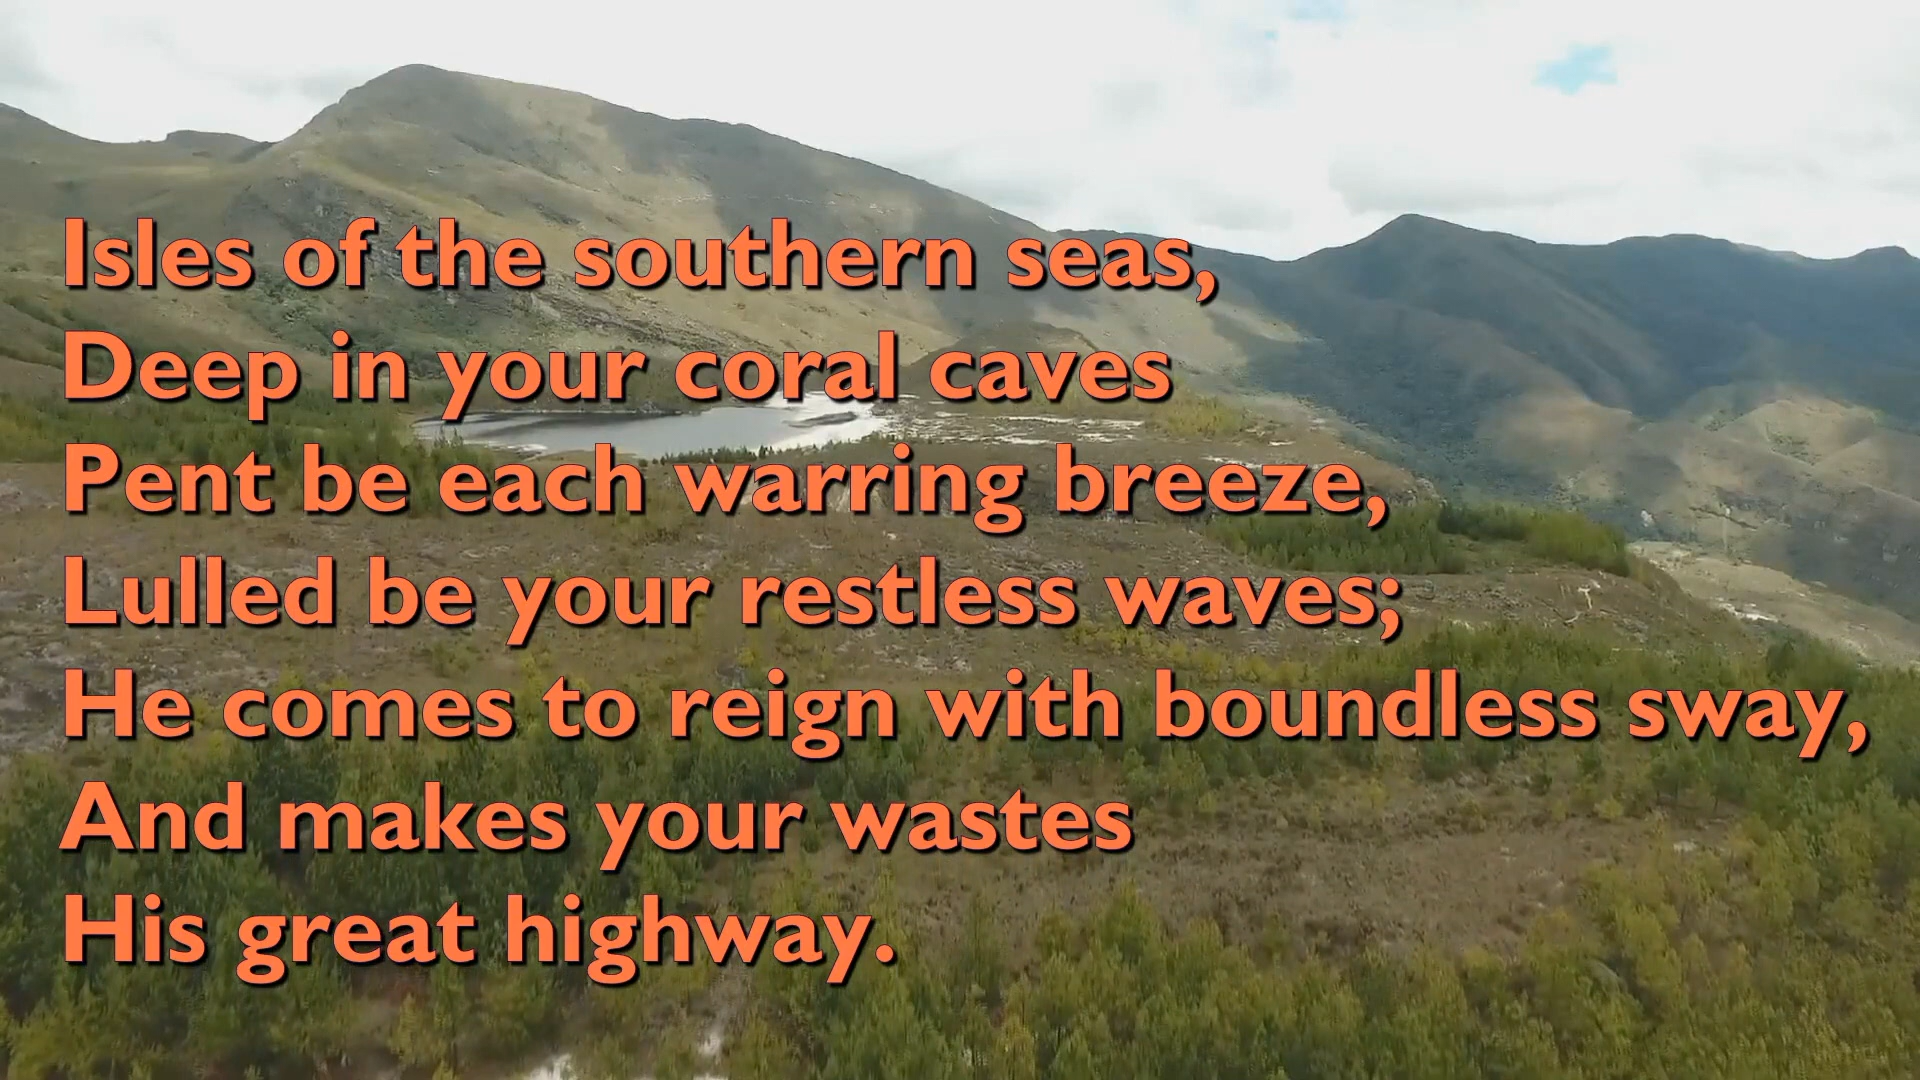 Isles of the southern seas,
Deep in your coral caves
Pent be each warring breeze,
Lulled be your restless waves;
He comes to reign with boundless sway,
And makes your wastes
His great highway.